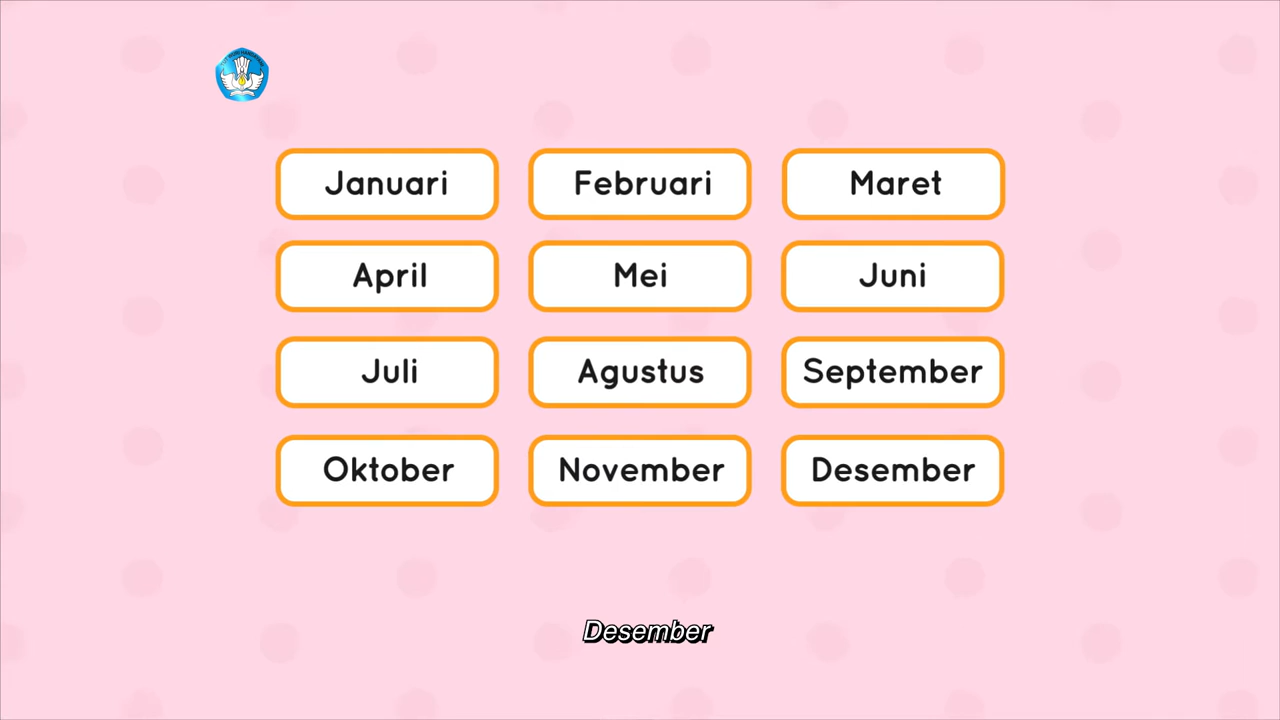 Januari Februari Maret
April Mei Juni
Juli Agustus September
Oktober November Desember
Desember